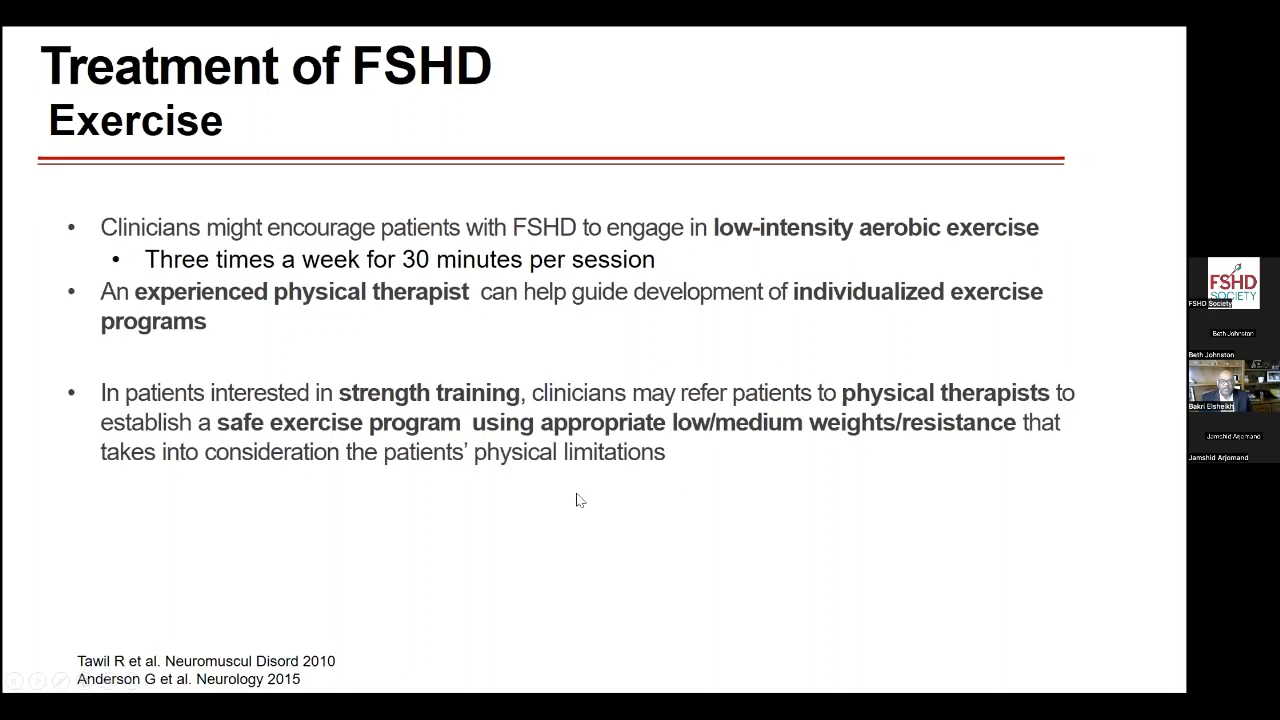 Treatment of FSHD
Exercise
• Clinicians might encourage patients with FSHD to engage in low-intensity aerobic exercise
• Three times a week for 30 minutes per session
• An experienced physical therapist can help guide development of individualized exercise
programs
• In patients interested in strength training, clinicians may refer patients to physical therapists to
establish a safe exercise program using appropriate low/medium weights/resistance that
takes into consideration the patients’ physical limitations
Tawil R et al. Neuromuscul Disord 2010
Anderson G et al. Neurology 2015
FSHD
SOCIETY
FSHD Society
Beth Johnston
Beth Johnston
Bakri Elsheikh
Jamshid Arjomand
Jamshid Arjomand